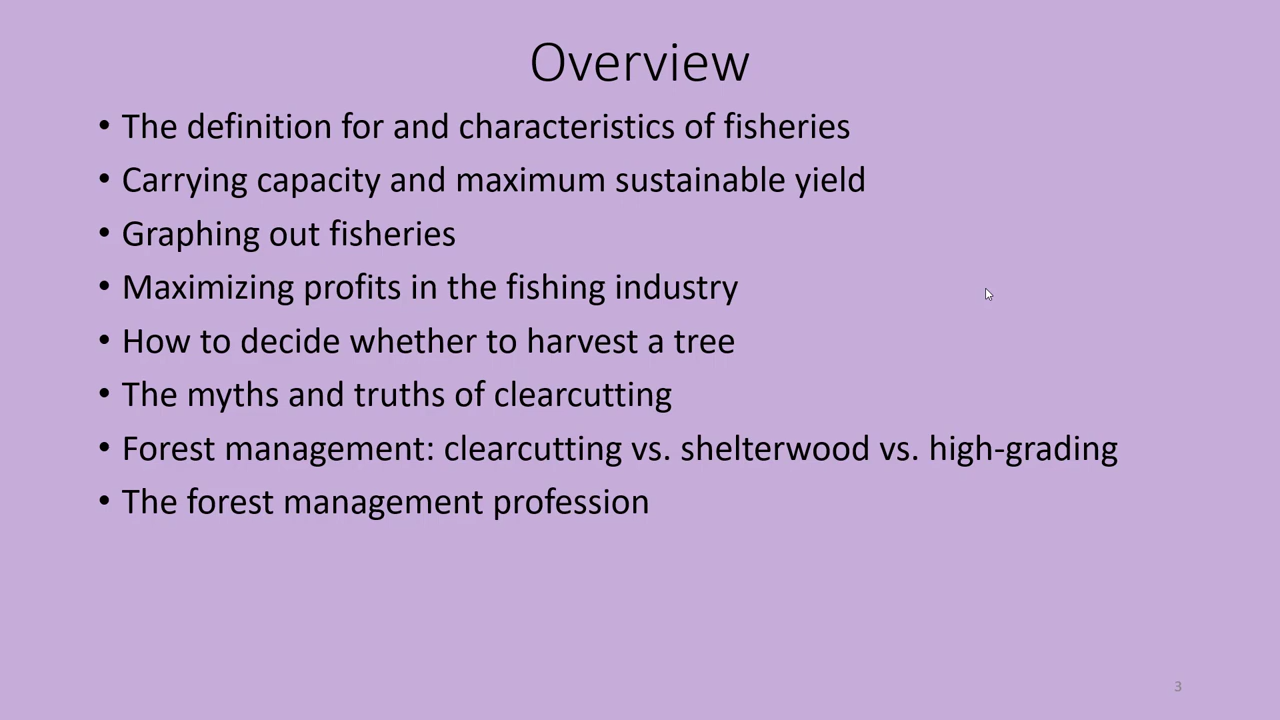 Overview
• The definition for and characteristics of fisheries
• Carrying capacity and maximum sustainable yield
• Graphing out fisheries
• Maximizing profits in the fishing industry
• How to decide whether to harvest a tree
• The myths and truths of clearcutting
• Forest management: clearcutting vs. shelterwood vs. high-grading
• The forest management profession
3